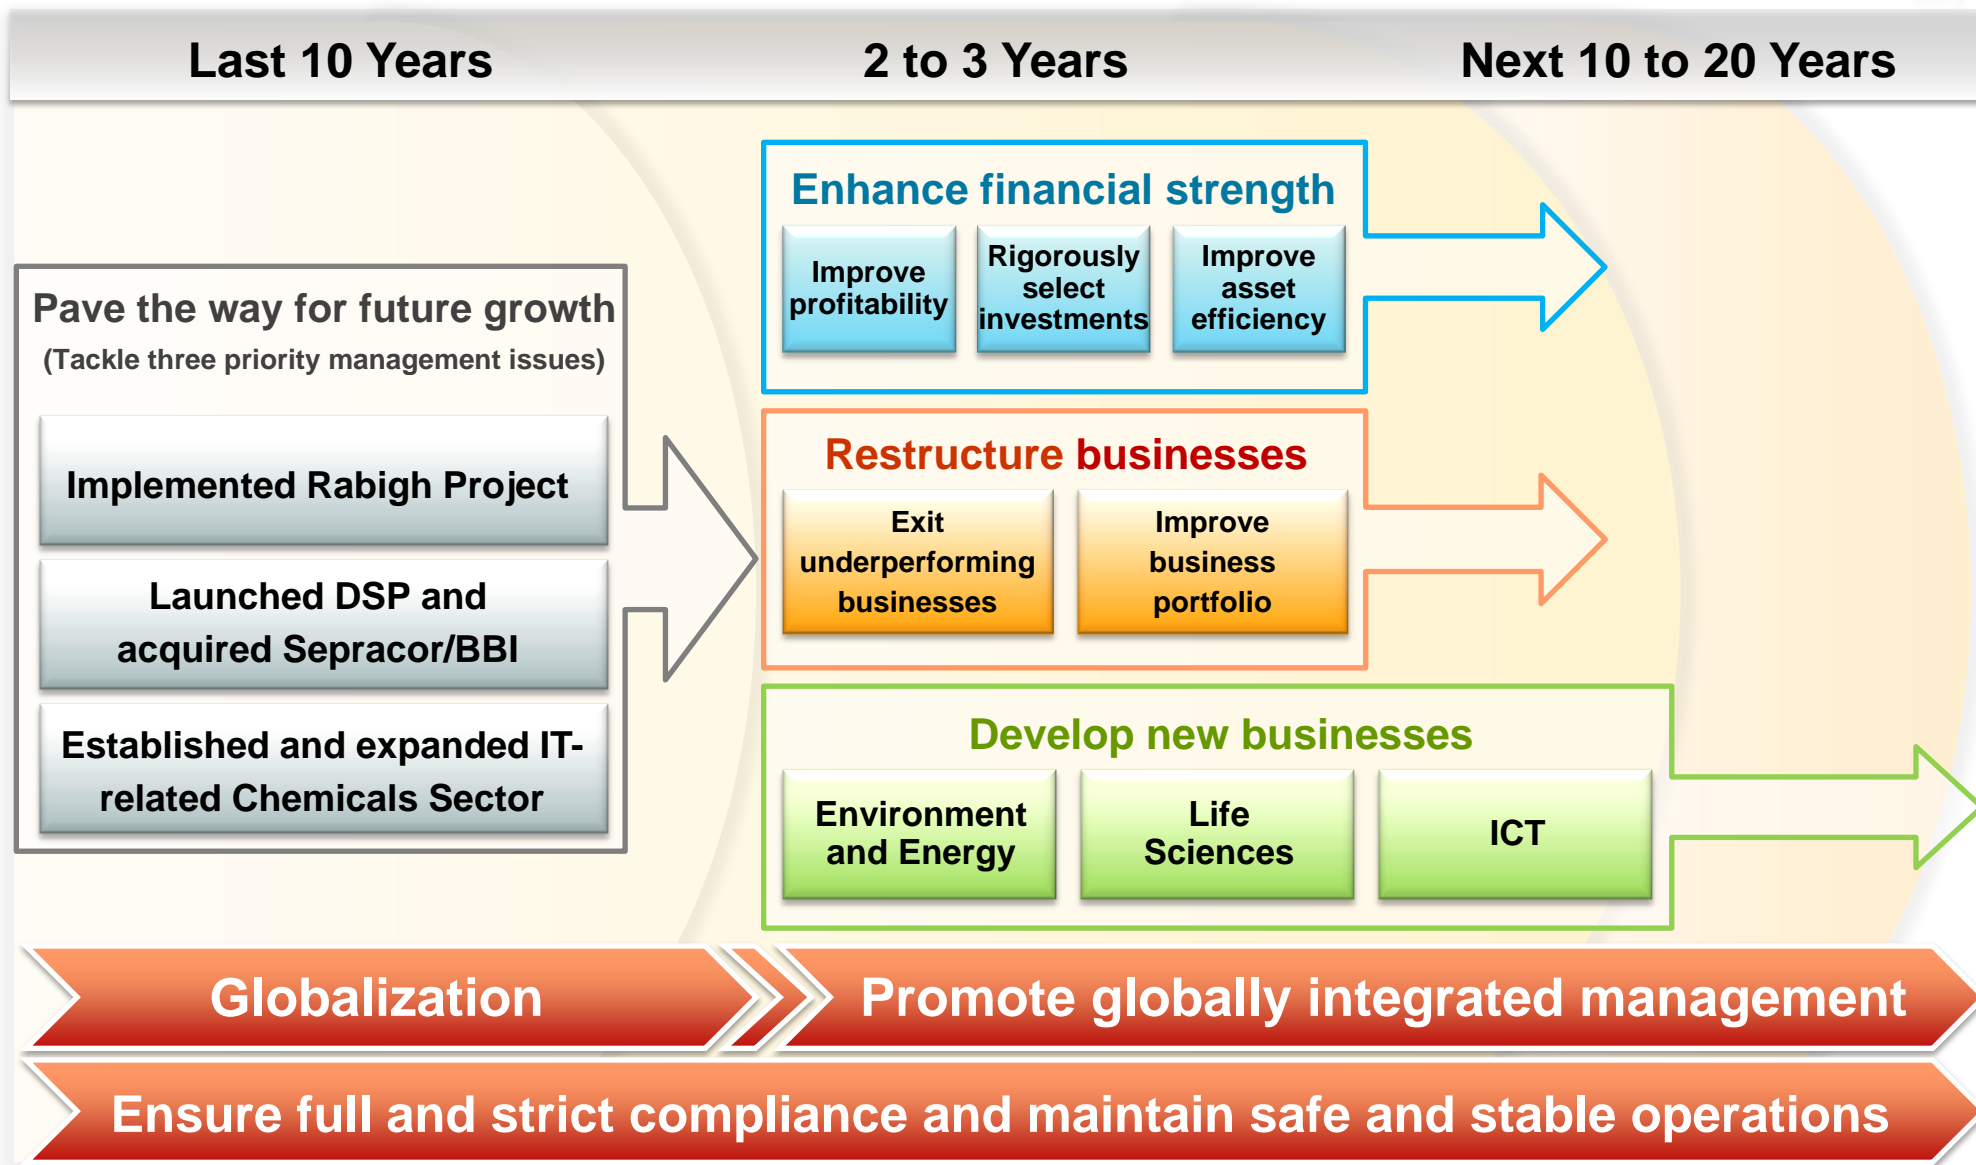 Last 10 Years
2 to 3 Years
Next 10 to 20 Years
Pave the way for future growth
(Tackle three priority management issues)
Implemented Rabigh Project
Launched DSP and
acquired Sepracor/BBI
Established and expanded IT-
related Chemicals Sector
Enhance financial strength
Improve
profitability
Rigorously
select
investments
Improve
asset
efficiency
Restructure businesses
Exit
underperforming
businesses
Improve
business
portfolio
Develop new businesses
Environment
and Energy
Life
Sciences
ICT
Globalization
Promote globally integrated management
Ensure full and strict compliance and maintain safe and stable operations